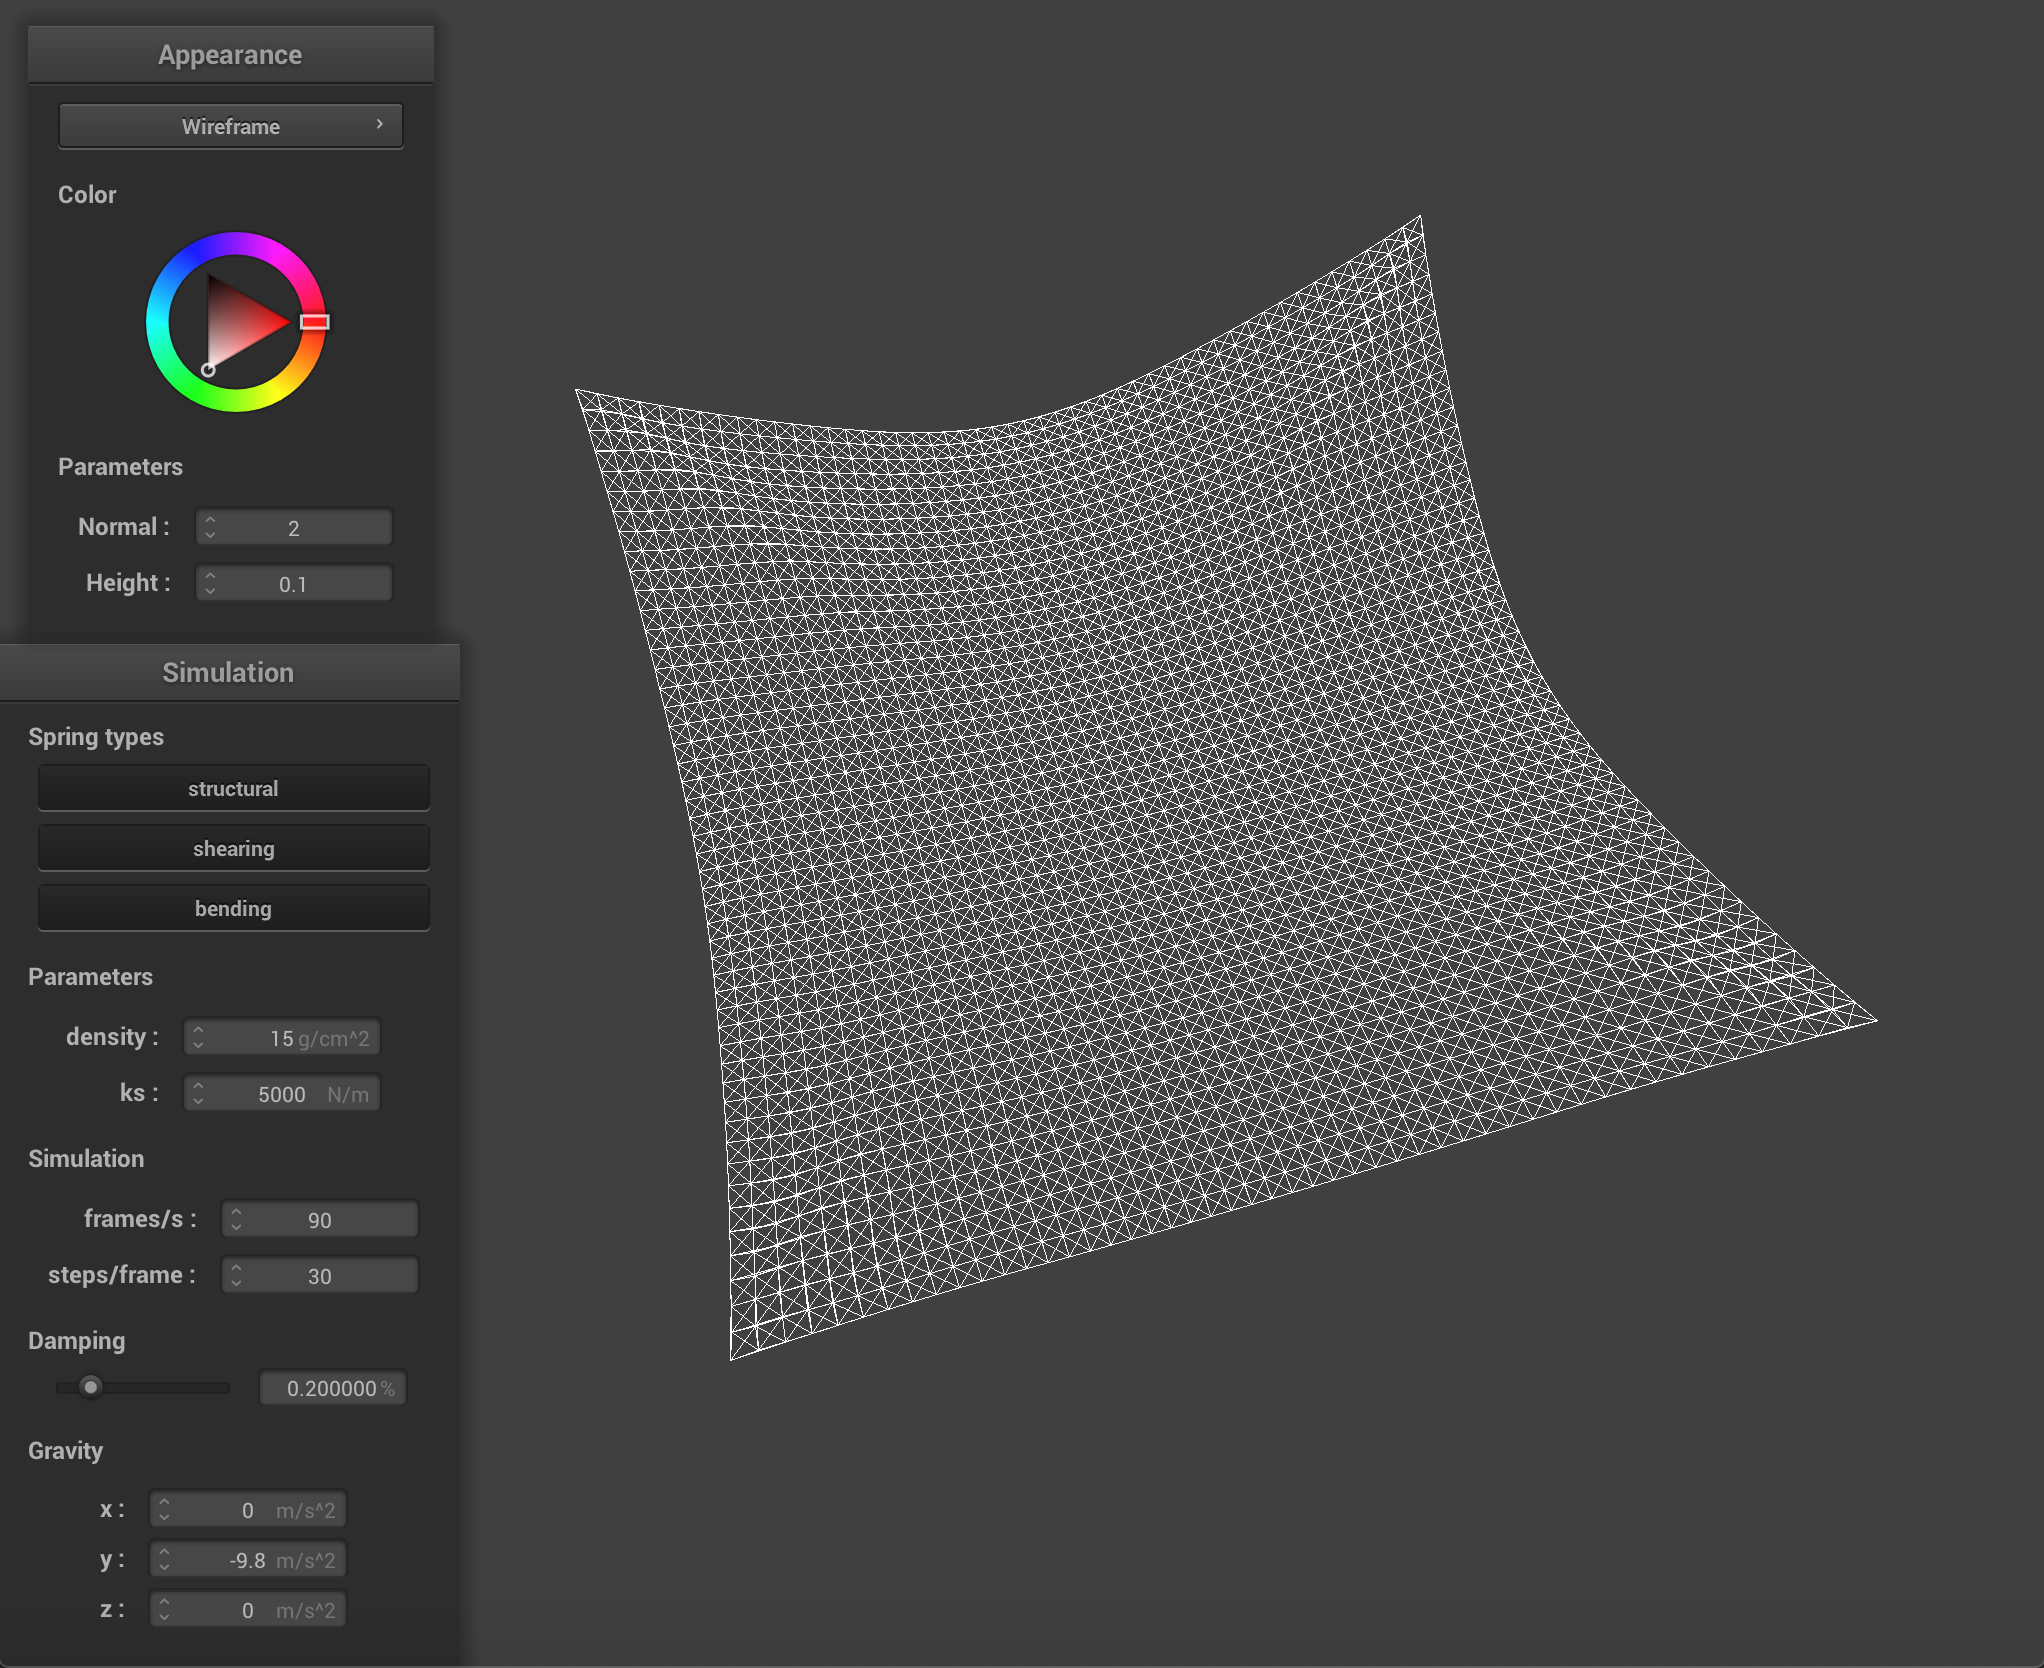 Appearance
Wireframe
Color
Parameters
Normal : 2
Height : 0.1
Simulation
Spring types
structural
shearing
bending
Parameters
density : 15 g/cm^2
ks : 5000 N/m
Simulation
frames/s : 90
steps/frame : 30
Damping
0.200000 %
Gravity
x : 0 m/s^2
y : -9.8 m/s^2
z : 0 m/s^2